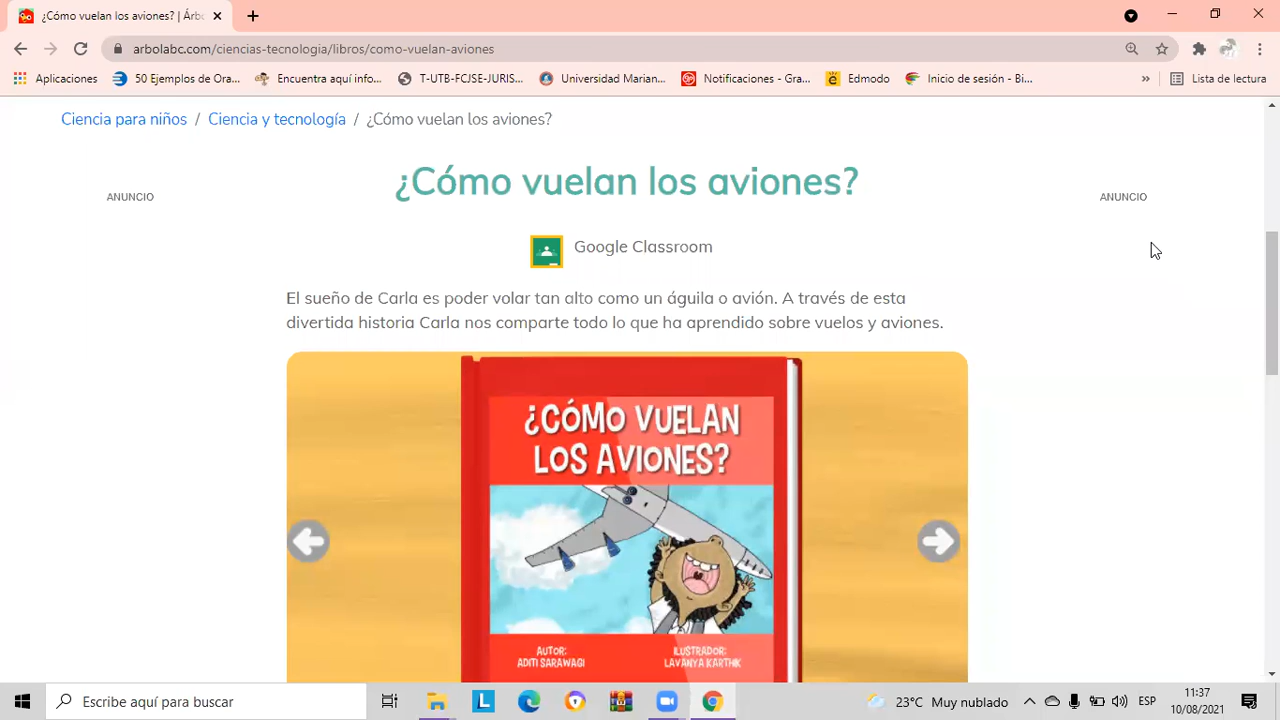 ¿Cómo vuelan los aviones? | Árbo
arbolabc.com/ciencias-tecnologia/libros/como-vuelan-aviones
Aplicaciones
50 Ejemplos de Ora...
Encuentra aquí info...
T-UTB-FCJSE-JURIS...
Universidad Marian...
Notificaciones - Gra...
Edmodo
Inicio de sesión - Bi...
»
Lista de lectura
Ciencia para niños / Ciencia y tecnología / ¿Cómo vuelan los aviones?
¿Cómo vuelan los aviones?
ANUNCIO
ANUNCIO
Google Classroom
El sueño de Carla es poder volar tan alto como un águila o avión. A través de esta
divertida historia Carla nos comparte todo lo que ha aprendido sobre vuelos y aviones.
¿CÓMO VUELAN
LOS AVIONES?
AUTOR:
ADITI SARAWAGI
ILUSTRADOR:
LAVANYA KARTHIK
Escribe aquí para buscar
L
23°C Muy nublado
ESP
11:37
10/08/2021